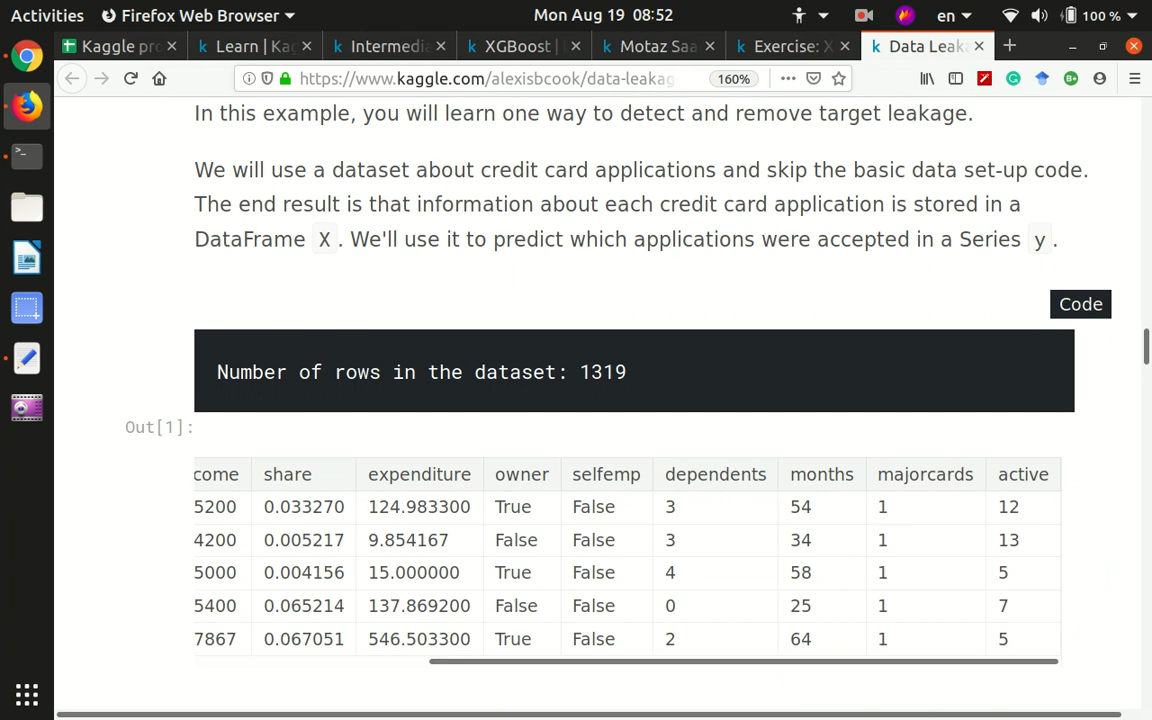 Activities Firefox Web Browser Mon Aug 19 08:52 en 100 %
Kaggle pr Learn | Kag Intermedia XGBoost | Motaz Saa Exercise: X Data Leak
https://www.kaggle.com/alexisbcook/data-leakag 160%
In this example, you will learn one way to detect and remove target leakage.
We will use a dataset about credit card applications and skip the basic data set-up code.
The end result is that information about each credit card application is stored in a
DataFrame X . We'll use it to predict which applications were accepted in a Series y .
Code
Number of rows in the dataset: 1319
Out[1]:
come share expenditure owner selfemp dependents months majorcards active
5200 0.033270 124.983300 True False 3 54 1 12
4200 0.005217 9.854167 False False 3 34 1 13
5000 0.004156 15.000000 True False 4 58 1 5
5400 0.065214 137.869200 False False 0 25 1 7
7867 0.067051 546.503300 True False 2 64 1 5